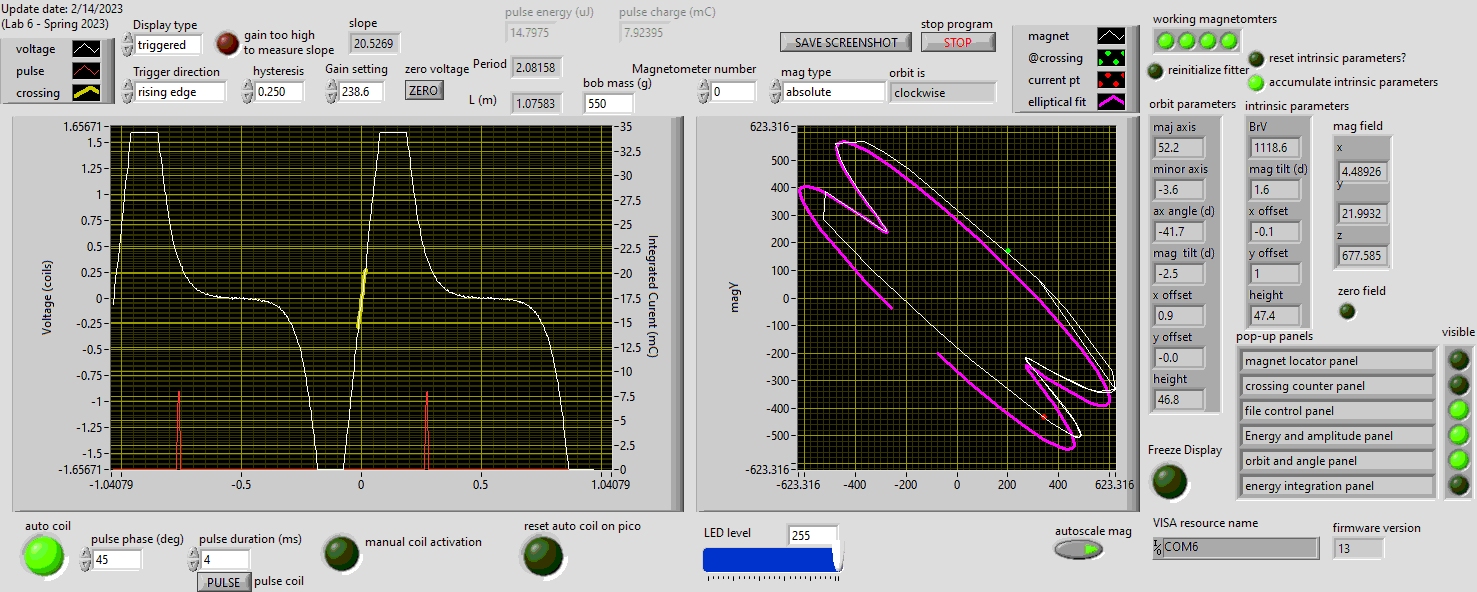 Update date: 2/14/2023
(Lab 6 - Spring 2023)
voltage
pulse
crossing
Display type
triggered
gain too high
to measure slope
slope
20.5269
Trigger direction
rising edge
hysteresis
0.250
Gain setting
238.6
zero voltage
ZERO
pulse energy (uJ)
14.7975
pulse charge (mC)
7.92395
Period
2.08158
L (m)
1.07583
bob mass (g)
550
Magnetometer number
0
mag type
absolute
orbit is
clockwise
SAVE SCREENSHOT
stop program
STOP
magnet
@crossing
current pt
elliptical fit
working magnetomters
reinitialize fitter
reset intrinsic parameters?
accumulate intrinsic parameters
Voltage (coils)
1.65671
1.5
1.25
1
0.75
0.5
0.25
0
-0.25
-0.5
-0.75
-1
-1.25
-1.5
-1.65671
-1.04079
-0.5
0
0.5
1.04079
35
32.5
30
27.5
25
22.5
20
17.5
15
12.5
10
7.5
5
2.5
0
Integrated Current (mC)
magY
623.316
500
400
300
200
100
0
-100
-200
-300
-400
-500
-623.316
-623.316
-400
-200
0
200
400
623.316
orbit parameters
maj axis
52.2
minor axis
-3.6
ax angle (d)
-41.7
mag tilt (d)
-2.5
x offset
0.9
y offset
-0.0
height
46.8
intrinsic parameters
BrV
1118.6
mag tilt (d)
1.6
x offset
-0.1
y offset
1
height
47.4
mag field
x
4.48926
y
21.9932
z
677.585
zero field
pop-up panels
visible
magnet locator panel
crossing counter panel
file control panel
Energy and amplitude panel
orbit and angle panel
energy integration panel
Freeze Display
auto coil
pulse phase (deg)
45
pulse duration (ms)
4
PULSE
pulse coil
manual coil activation
reset auto coil on pico
LED level
255
autoscale mag
VISA resource name
COM6
firmware version
13